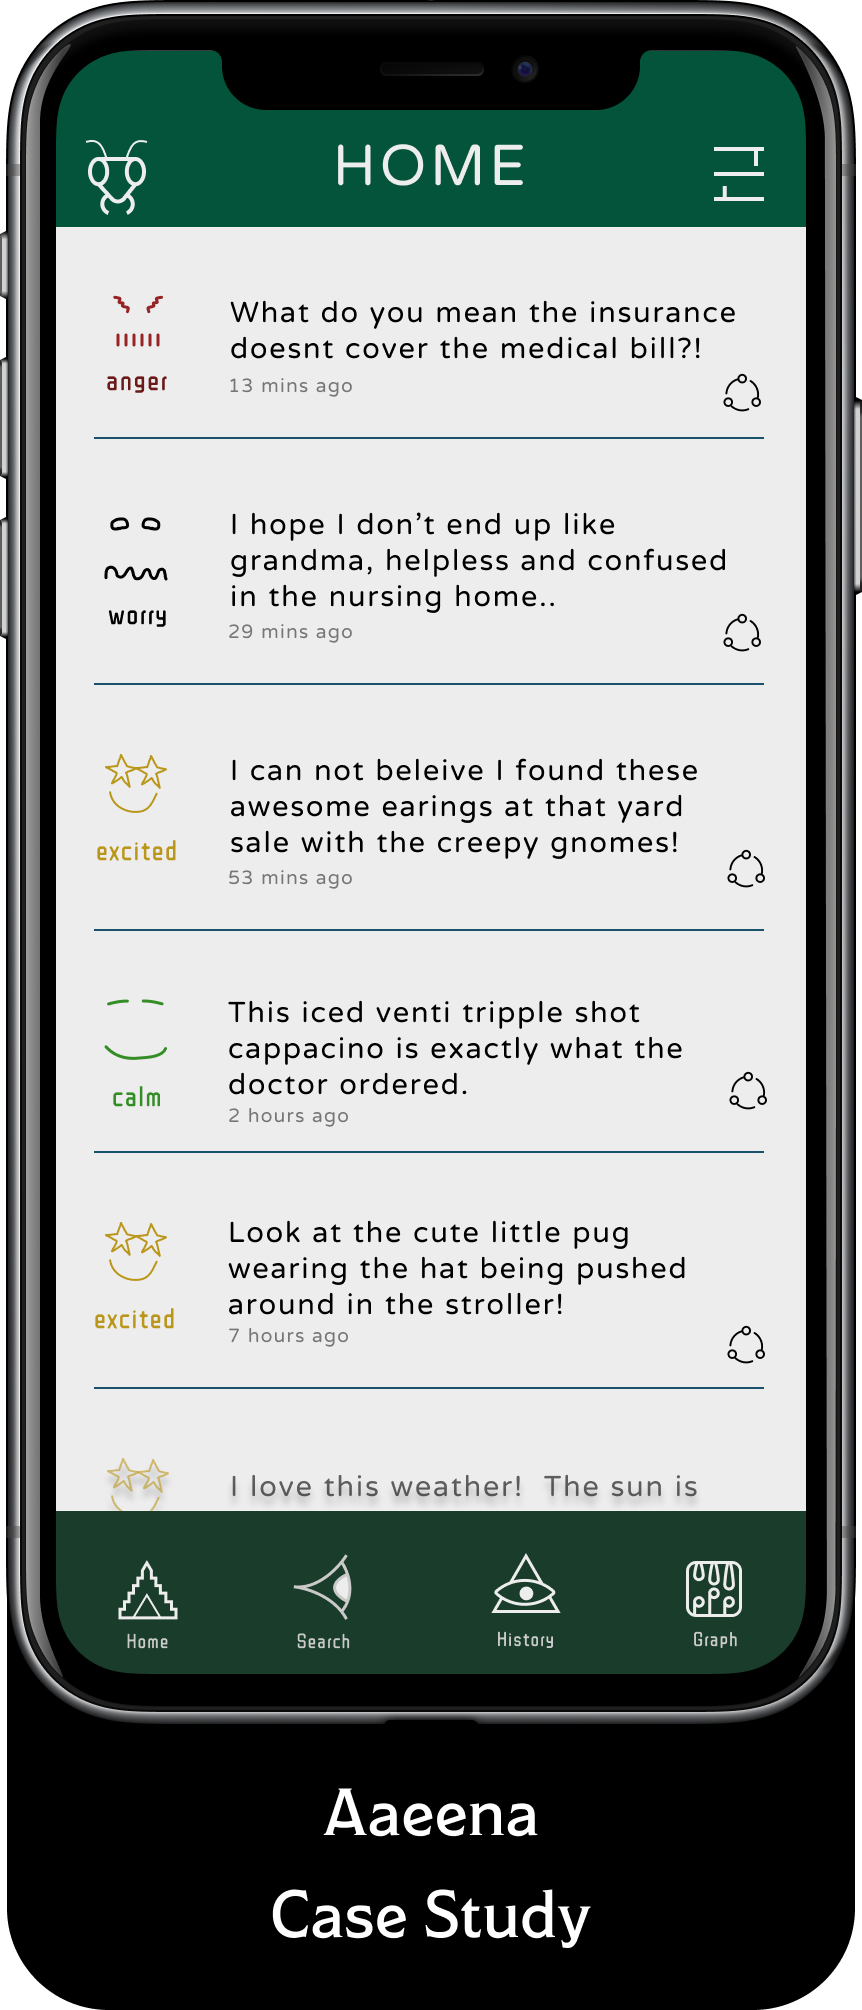 HOME
What do you mean the insurance
doesnt cover the medical bill?!
anger
13 mins ago
I hope I don’t end up like
grandma, helpless and confused
in the nursing home..
worry
29 mins ago
I can not beleive I found these
awesome earings at that yard
sale with the creepy gnomes!
excited
53 mins ago
This iced venti tripple shot
cappacino is exactly what the
doctor ordered.
calm
2 hours ago
Look at the cute little pug
wearing the hat being pushed
around in the stroller!
excited
7 hours ago
I love this weather!  The sun is
Home
Search
History
Graph
Aaeena
Case Study